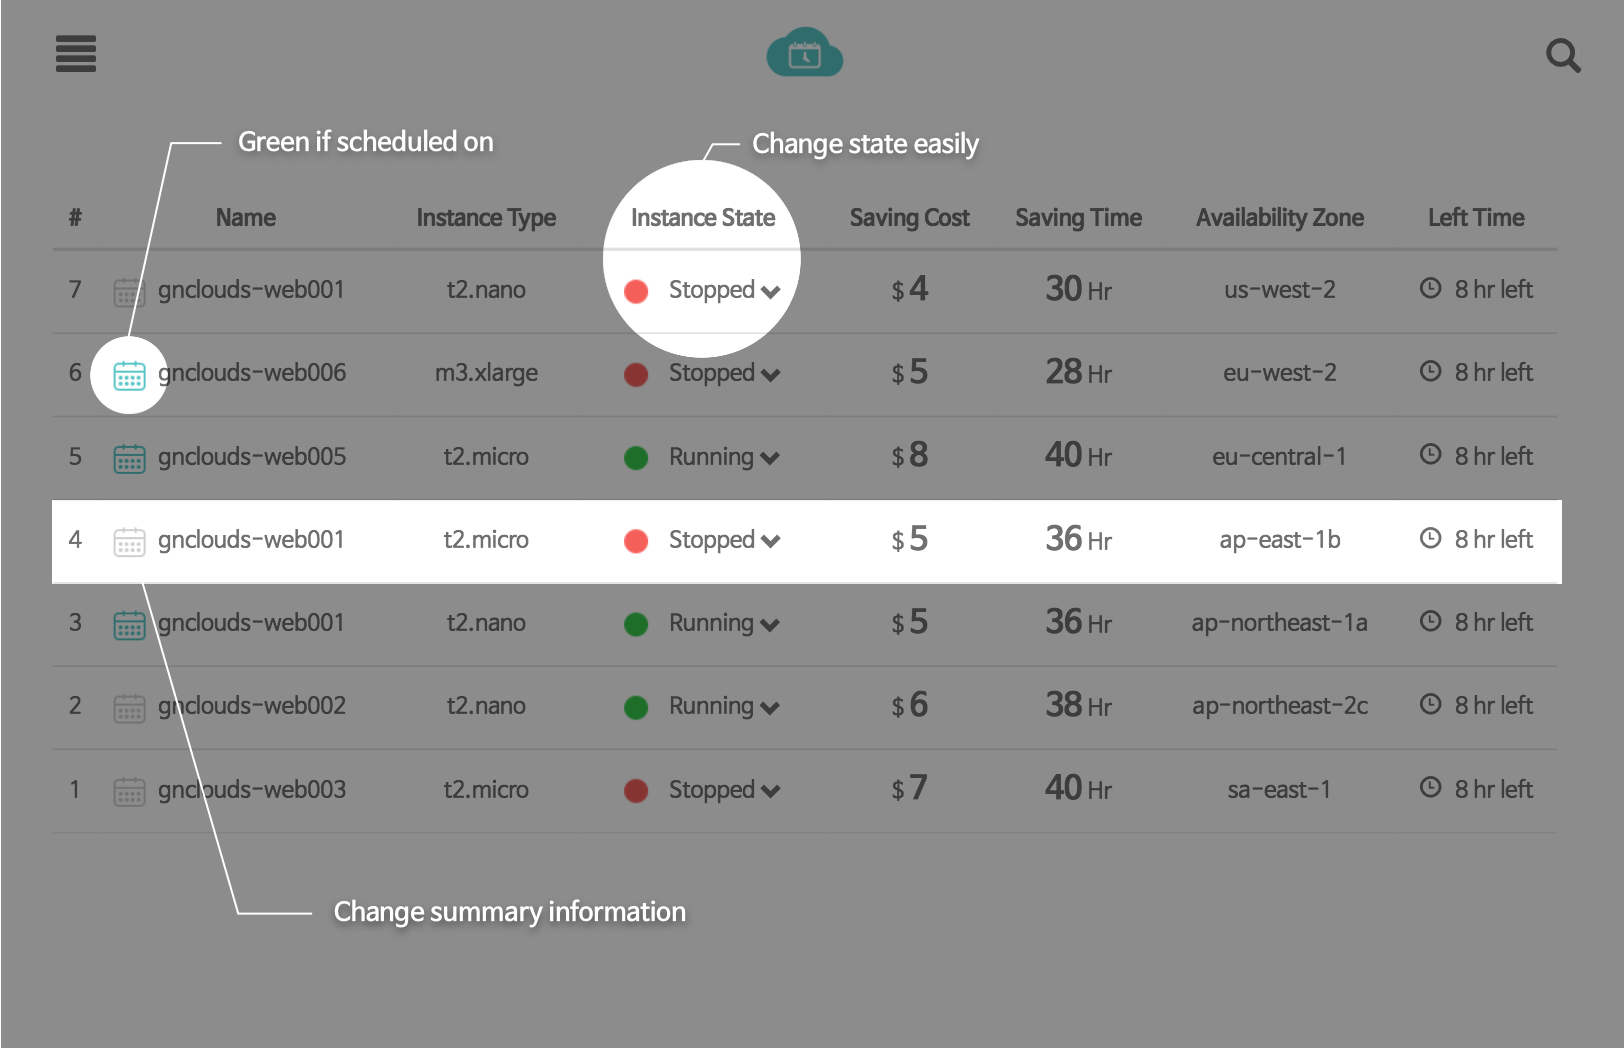 Green if scheduled on
Change state easily
# Name Instance Type Instance State Saving Cost Saving Time Availability Zone Left Time
7 gnclouds-web001 t2.nano Stopped $ 4 30 Hr us-west-2 8 hr left
6 gnclouds-web006 m3.xlarge Stopped $ 5 28 Hr eu-west-2 8 hr left
5 gnclouds-web005 t2.micro Running $ 8 40 Hr eu-central-1 8 hr left
4 gnclouds-web001 t2.micro Stopped $ 5 36 Hr ap-east-1b 8 hr left
3 gnclouds-web001 t2.nano Running $ 5 36 Hr ap-northeast-1a 8 hr left
2 gnclouds-web002 t2.nano Running $ 6 38 Hr ap-northeast-2c 8 hr left
1 gnclouds-web003 t2.micro Stopped $ 7 40 Hr sa-east-1 8 hr left
Change summary information